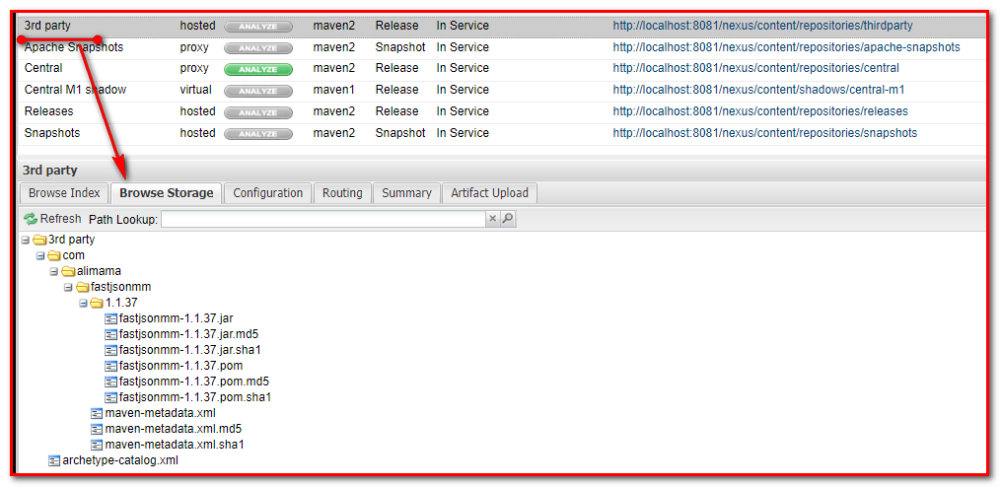 3rd party hosted ANALYZE maven2 Release In Service http://localhost:8081/nexus/content/repositories/thirdparty
Apache Snapshots proxy ANALYZE maven2 Snapshot In Service http://localhost:8081/nexus/content/repositories/apache-snapshots
Central proxy ANALYZE maven2 Release In Service http://localhost:8081/nexus/content/repositories/central
Central M1 shadow virtual ANALYZE maven1 Release In Service http://localhost:8081/nexus/content/shadows/central-m1
Releases hosted ANALYZE maven2 Release In Service http://localhost:8081/nexus/content/repositories/releases
Snapshots hosted ANALYZE maven2 Snapshot In Service http://localhost:8081/nexus/content/repositories/snapshots
3rd party
Browse Index Browse Storage Configuration Routing Summary Artifact Upload
Refresh Path Lookup:
3rd party
com
alimama
fastjsonmm
1.1.37
fastjsonmm-1.1.37.jar
fastjsonmm-1.1.37.jar.md5
fastjsonmm-1.1.37.jar.sha1
fastjsonmm-1.1.37.pom
fastjsonmm-1.1.37.pom.md5
fastjsonmm-1.1.37.pom.sha1
maven-metadata.xml
maven-metadata.xml.md5
maven-metadata.xml.sha1
archetype-catalog.xml